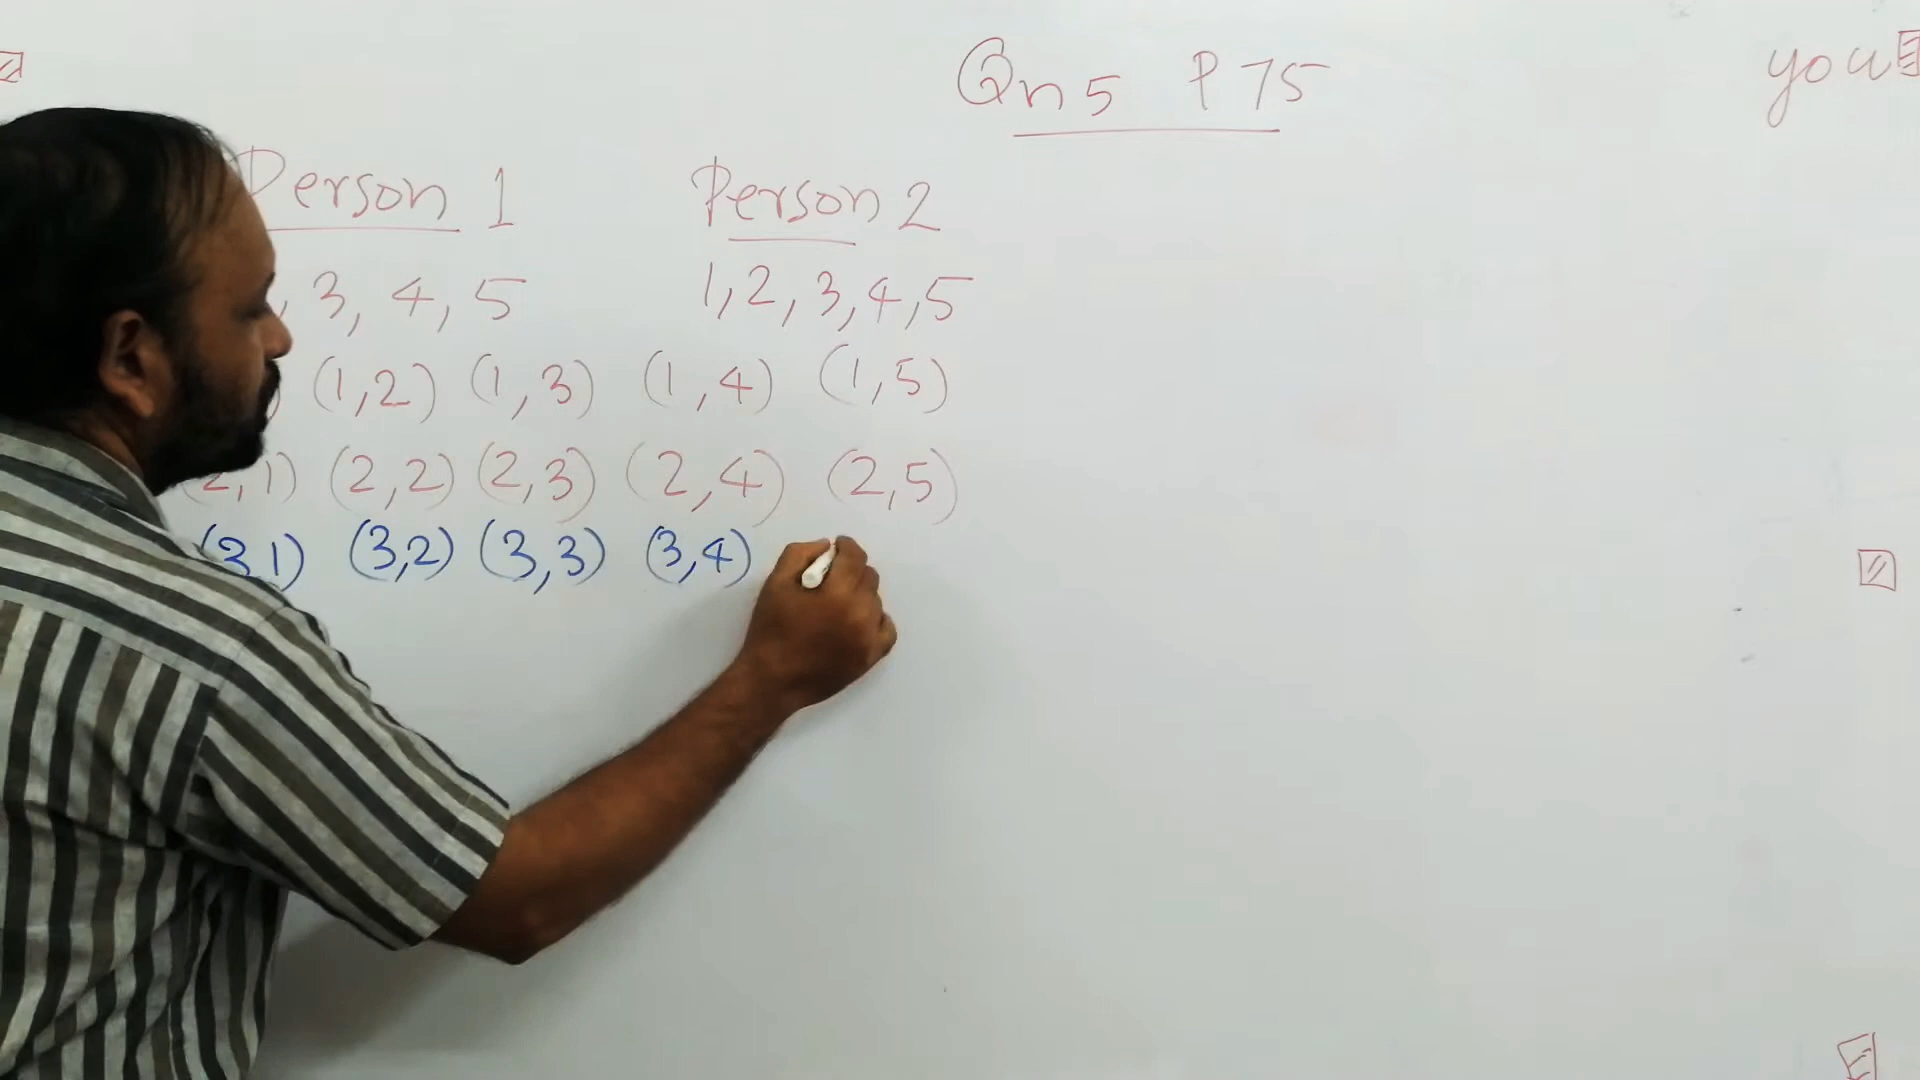 Qn 5 P 75
you
Person 1 Person 2
, 3, 4, 5 1, 2, 3, 4, 5
) (1,2) (1,3) (1,4) (1,5)
(2,1) (2,2) (2,3) (2,4) (2,5)
(3,1) (3,2) (3,3) (3,4)